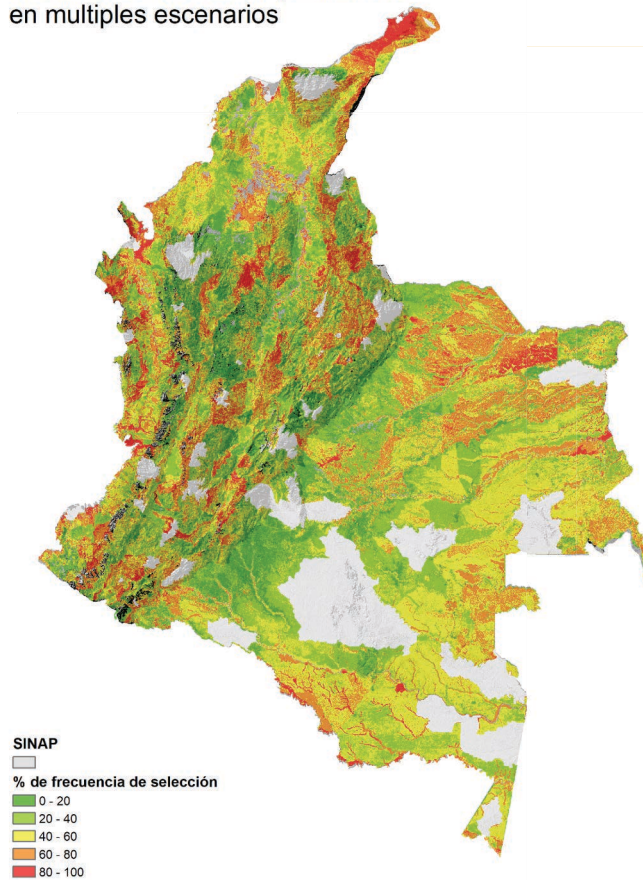 en multiples escenarios
SINAP
% de frecuencia de selección
0 - 20
20 - 40
40 - 60
60 - 80
80 - 100